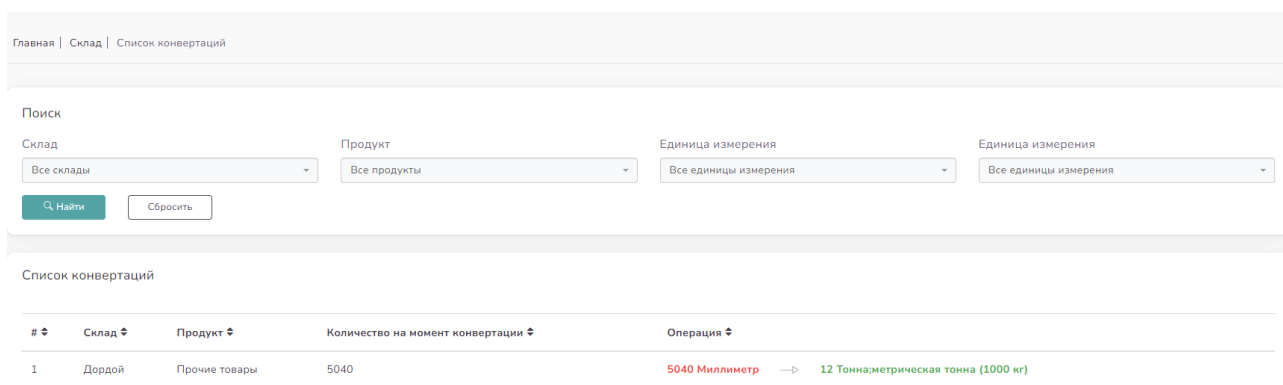 Главная | Склад | Список конвертаций
Поиск
Склад Продукт Единица измерения Единица измерения
Все склады Все продукты Все единицы измерения Все единицы измерения
Найти Сбросить
Список конвертаций
# Склад Продукт Количество на момент конвертации Операция
1 Дордой Прочие товары 5040 5040 Миллиметр 12 Тонна;метрическая тонна (1000 кг)